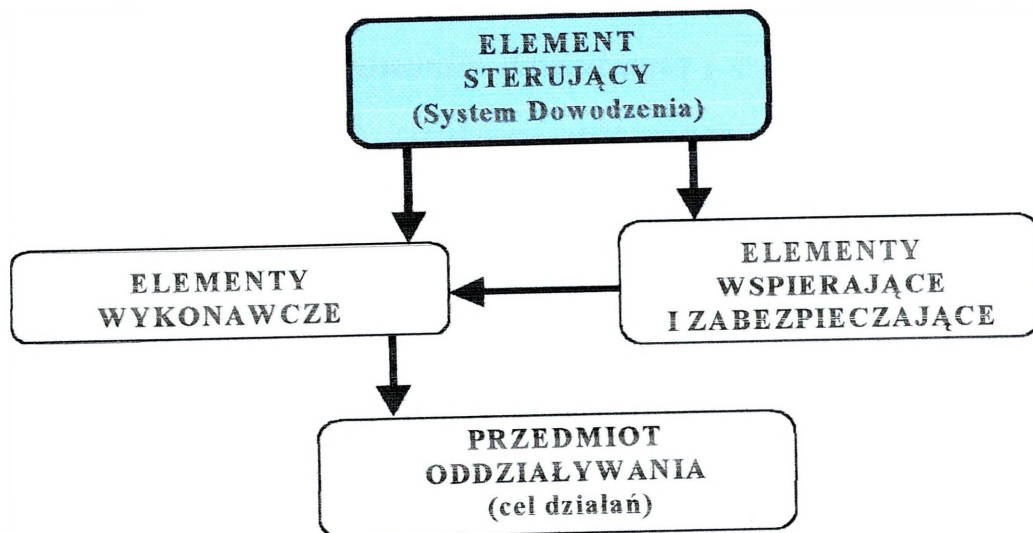 ELEMENT
STERUJĄCY
(System Dowodzenia)
ELEMENTY
WYKONAWCZE
ELEMENTY
WSPIERAJĄCE
I ZABEZPIECZAJĄCE
PRZEDMIOT
ODDZIAŁYWANIA
(cel działań)